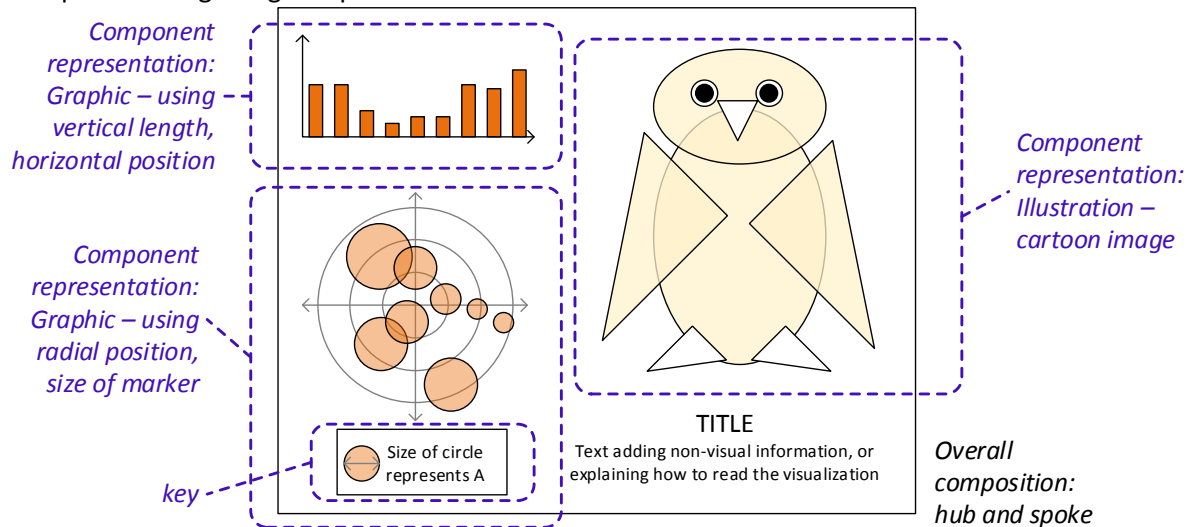 Component
representation:
Graphic – using
vertical length,
horizontal position
Component
representation:
Graphic – using
radial position,
size of marker
key
Size of circle
represents A
TITLE
Text adding non-visual information, or
explaining how to read the visualization
Component
representation:
Illustration –
cartoon image
Overall
composition:
hub and spoke